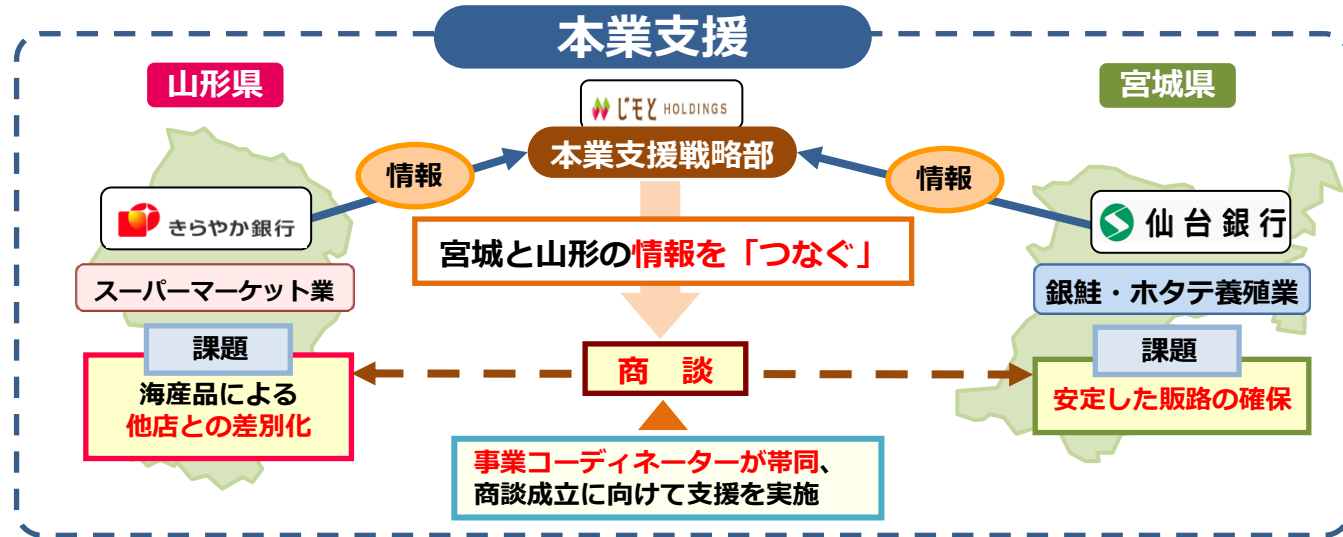 本業支援
山形県
宮城県
じモと HOLDINGS
本業支援戦略部
情報
情報
きらやか銀行
仙台銀行
宮城と山形の情報を「つなぐ」
スーパーマーケット業
銀鮭・ホタテ養殖業
課題
海産品による
他店との差別化
商 談
課題
安定した販路の確保
事業コーディネーターが帯同、
商談成立に向けて支援を実施